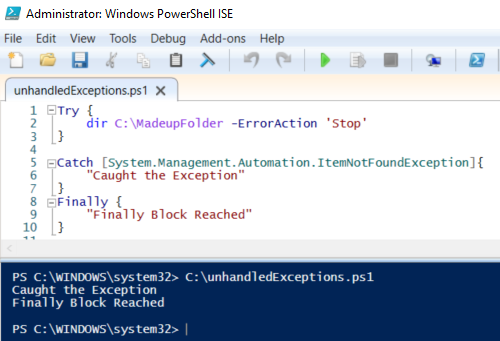 Administrator: Windows PowerShell ISE
File Edit View Tools Debug Add-ons Help
unhandledExceptions.ps1
1 Try {
2 dir C:\MadeupFolder -ErrorAction 'Stop'
3 }
4
5 Catch [System.Management.Automation.ItemNotFoundException]{
6 "Caught the Exception"
7 }
8 Finally {
9 "Finally Block Reached"
10 }
11
PS C:\WINDOWS\system32> C:\unhandledExceptions.ps1
Caught the Exception
Finally Block Reached
PS C:\WINDOWS\system32>